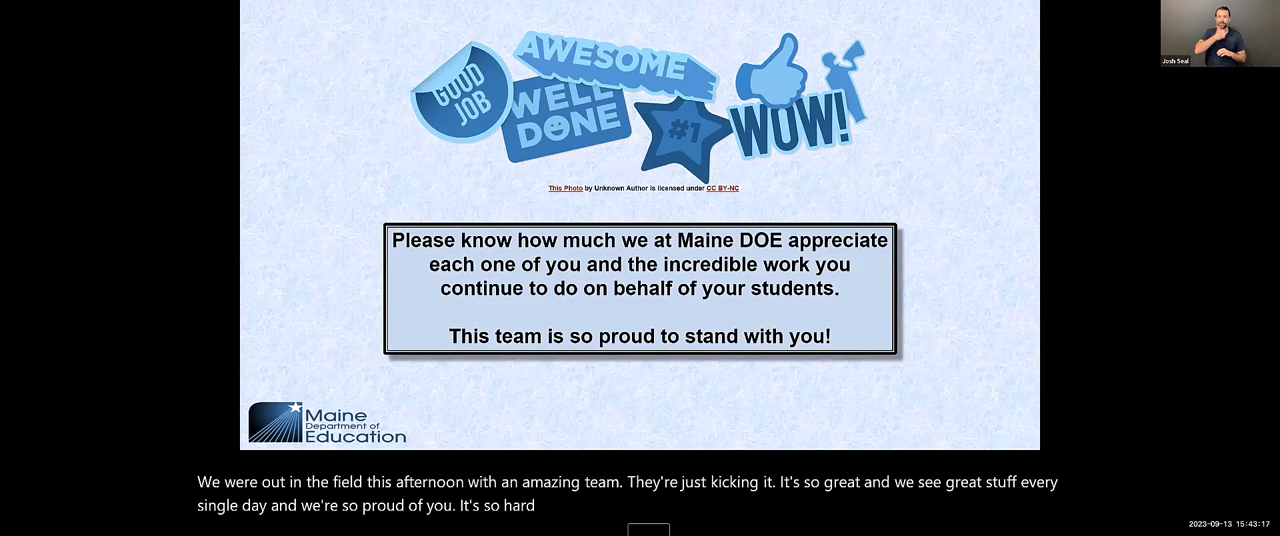 GOOD
JOB
AWESOME
WELL
DONE
#1
WOW!
Josh Seal
This Photo by Unknown Author is licensed under CC BY-NC
Please know how much we at Maine DOE appreciate
each one of you and the incredible work you
continue to do on behalf of your students.
This team is so proud to stand with you!
Maine
Department of
Education
We were out in the field this afternoon with an amazing team. They're just kicking it. It's so great and we see great stuff every
single day and we're so proud of you. It's so hard
2023-09-13 15:43:17